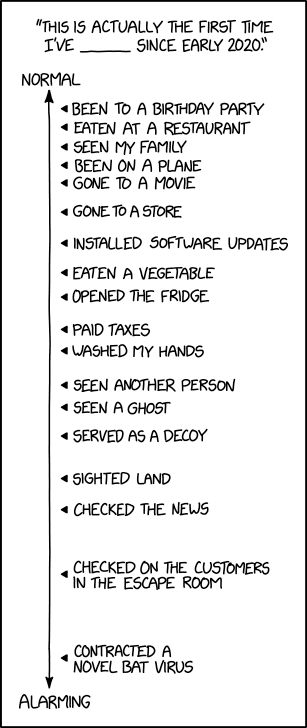 "THIS IS ACTUALLY THE FIRST TIME
I'VE ______ SINCE EARLY 2020."
NORMAL
BEEN TO A BIRTHDAY PARTY
EATEN AT A RESTAURANT
SEEN MY FAMILY
BEEN ON A PLANE
GONE TO A MOVIE
GONE TO A STORE
INSTALLED SOFTWARE UPDATES
EATEN A VEGETABLE
OPENED THE FRIDGE
PAID TAXES
WASHED MY HANDS
SEEN ANOTHER PERSON
SEEN A GHOST
SERVED AS A DECOY
SIGHTED LAND
CHECKED THE NEWS
CHECKED ON THE CUSTOMERS
IN THE ESCAPE ROOM
CONTRACTED A
NOVEL BAT VIRUS
ALARMING